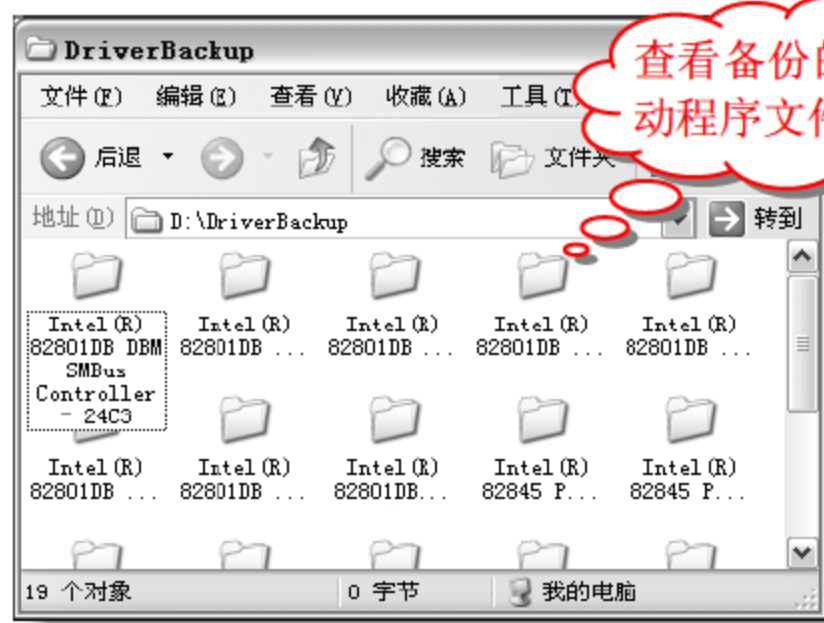 DriverBackup
查看备份
动程序文件
文件(F) 编辑(E) 查看(V) 收藏(A) 工具(T)
后退 搜索 文件夹
地址(D) D:\DriverBackup 转到
Intel(R) 82801DB DBM SMBus Controller - 24C3
Intel(R) 82801DB ...
Intel(R) 82801DB ...
Intel(R) 82801DB ...
Intel(R) 82801DB ...
Intel(R) 82801DB ...
Intel(R) 82801DB ...
Intel(R) 82801DB...
Intel(R) 82845 P...
Intel(R) 82845 P...
19 个对象 0 字节 我的电脑